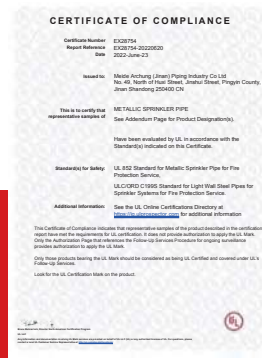 CERTIFICATE OF COMPLIANCE
Certificate Number EX28754
Report Reference EX28754-20220620
Date 2022-June-23
Issued to: Meide Archung (Jinan) Piping Industry Co Ltd
No. 49, North of Huxi Street, Jinshui Street, Pingyin County,
Jinan Shandong 250400 CN
This is to certify that METALLIC SPRINKLER PIPE
representative samples of See Addendum Page for Product Designation(s).
Have been evaluated by UL in accordance with the
Standard(s) indicated on this Certificate.
Standard(s) for Safety: UL 852 Standard for Metallic Sprinkler Pipe for Fire
Protection Service.
ULC/ORD C199S Standard for Light Wall Steel Pipes for
Sprinkler Systems for Fire Protection Service.
Additional Information: See the UL Online Certifications Directory at
https://iq.ulprospector.com for additional information
This Certificate of Compliance indicates that representative samples of the product described in the certification
report have met the requirements for UL certification. It does not provide authorization to apply the UL Mark.
Only the Authorization Page that references the Follow-Up Services Procedure for ongoing surveillance
provides authorization to apply the UL Mark.
Only those products bearing the UL Mark should be considered as being UL Certified and covered under UL's
Follow-Up Services.
Look for the UL Certification Mark on the product.
UL